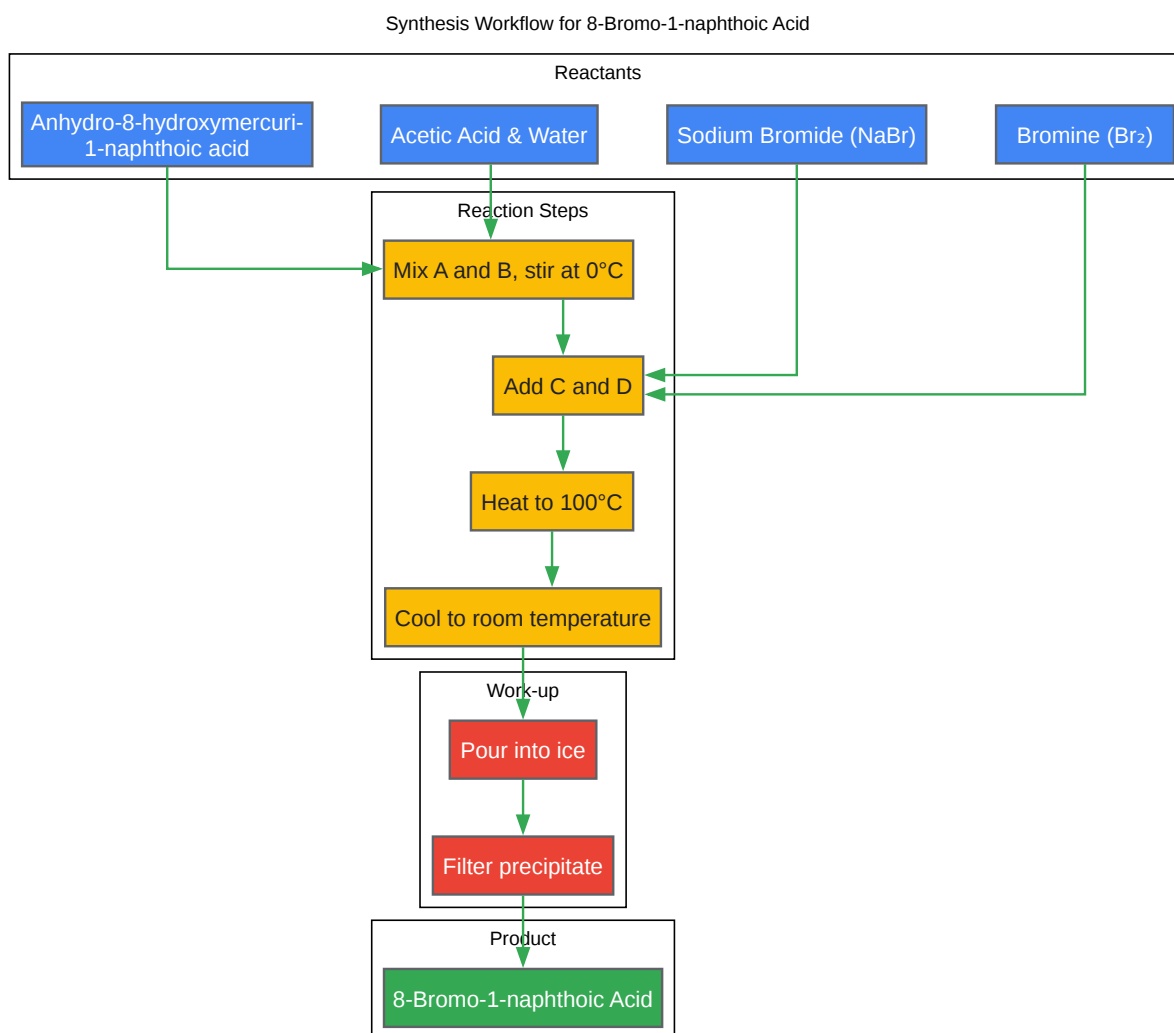 Synthesis Workflow for 8-Bromo-1-naphthoic Acid
Reactants
Anhydro-8-hydroxymercuri-
1-naphthoic acid
Acetic Acid & Water
Sodium Bromide (NaBr)
Bromine (Br₂)
Reaction Steps
Mix A and B, stir at 0°C
Add C and D
Heat to 100°C
Cool to room temperature
Work-up
Pour into ice
Filter precipitate
Product
8-Bromo-1-naphthoic Acid